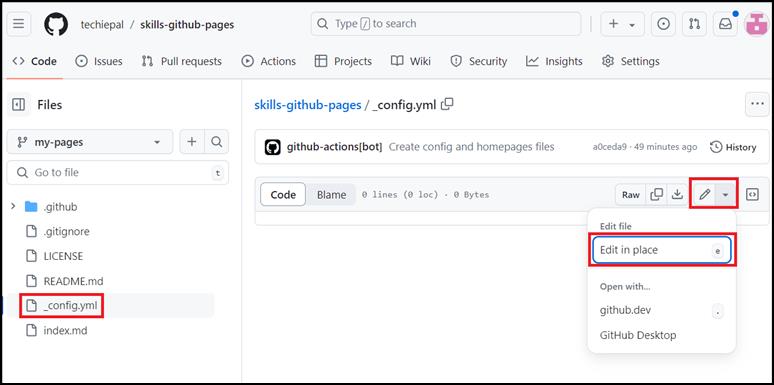 techiepal / skills-github-pages
Type / to search
Code Issues Pull requests Actions Projects Wiki Security Insights Settings
Files
my-pages
Go to file t
.github
.gitignore
LICENSE
README.md
_config.yml
index.md
skills-github-pages / _config.yml
github-actions[bot] Create config and homepages files a0ceda9 · 49 minutes ago History
Code Blame 0 lines (0 loc) · 0 Bytes Raw
Edit file
Edit in place e
Open with...
github.dev .
GitHub Desktop